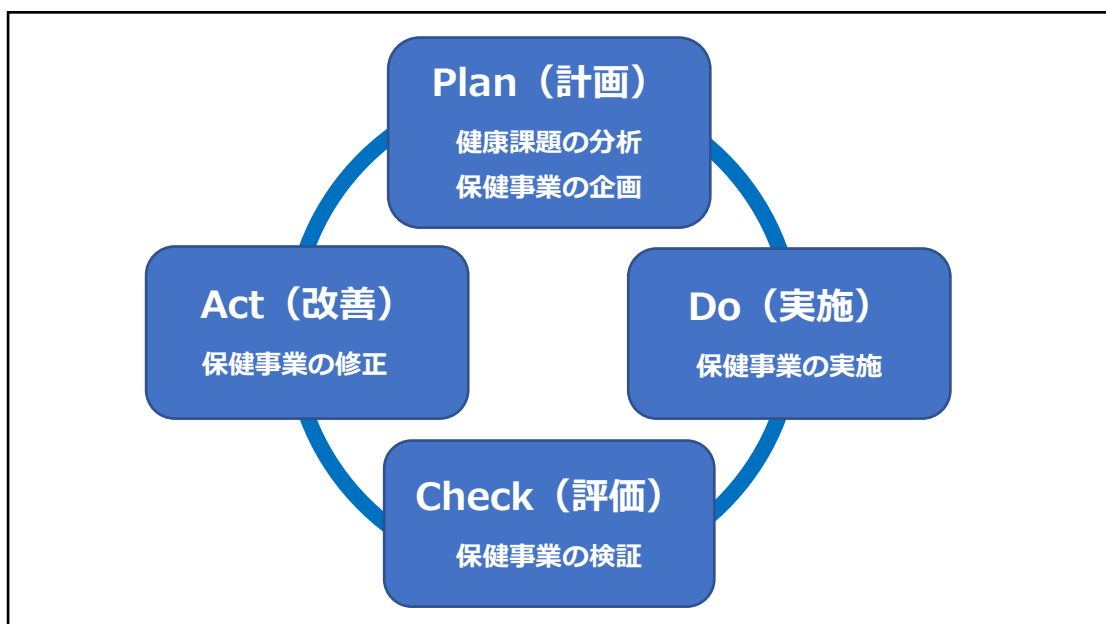 Plan（計画）
健康課題の分析
保健事業の企画
Do（実施）
保健事業の実施
Check（評価）
保健事業の検証
Act（改善）
保健事業の修正